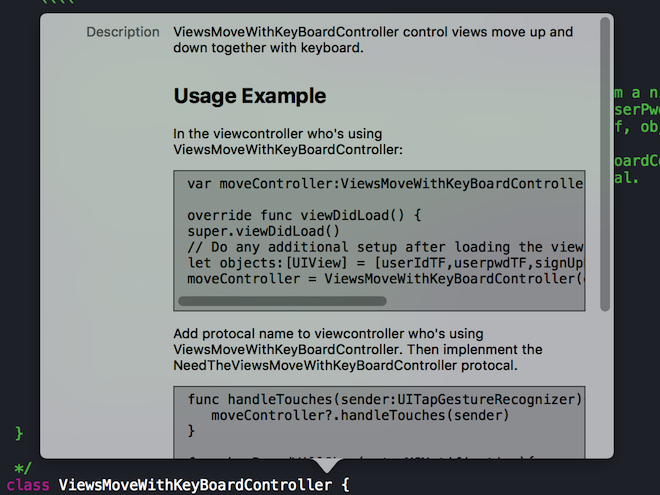 ````
Description ViewsMoveWithKeyBoardController control views move up and
down together with keyboard.
Usage Example
In the viewcontroller who's using
ViewsMoveWithKeyBoardController:
var moveController:ViewsMoveWithKeyBoardControlle
override func viewDidLoad() {
super.viewDidLoad()
// Do any additional setup after loading the view
let objects:[UIView] = [userIdTF,userpwdTF,signUp
moveController = ViewsMoveWithKeyBoardController(
Add protocal name to viewcontroller who's using
ViewsMoveWithKeyBoardController. Then implenment the
NeedTheViewsMoveWithKeyBoardController protocal.
func handleTouches(sender:UITapGestureRecognizer)
moveController?.handleTouches(sender)
}
m a n
serPw
f, ob
oardC
al.
}
*/
class ViewsMoveWithKeyBoardController {